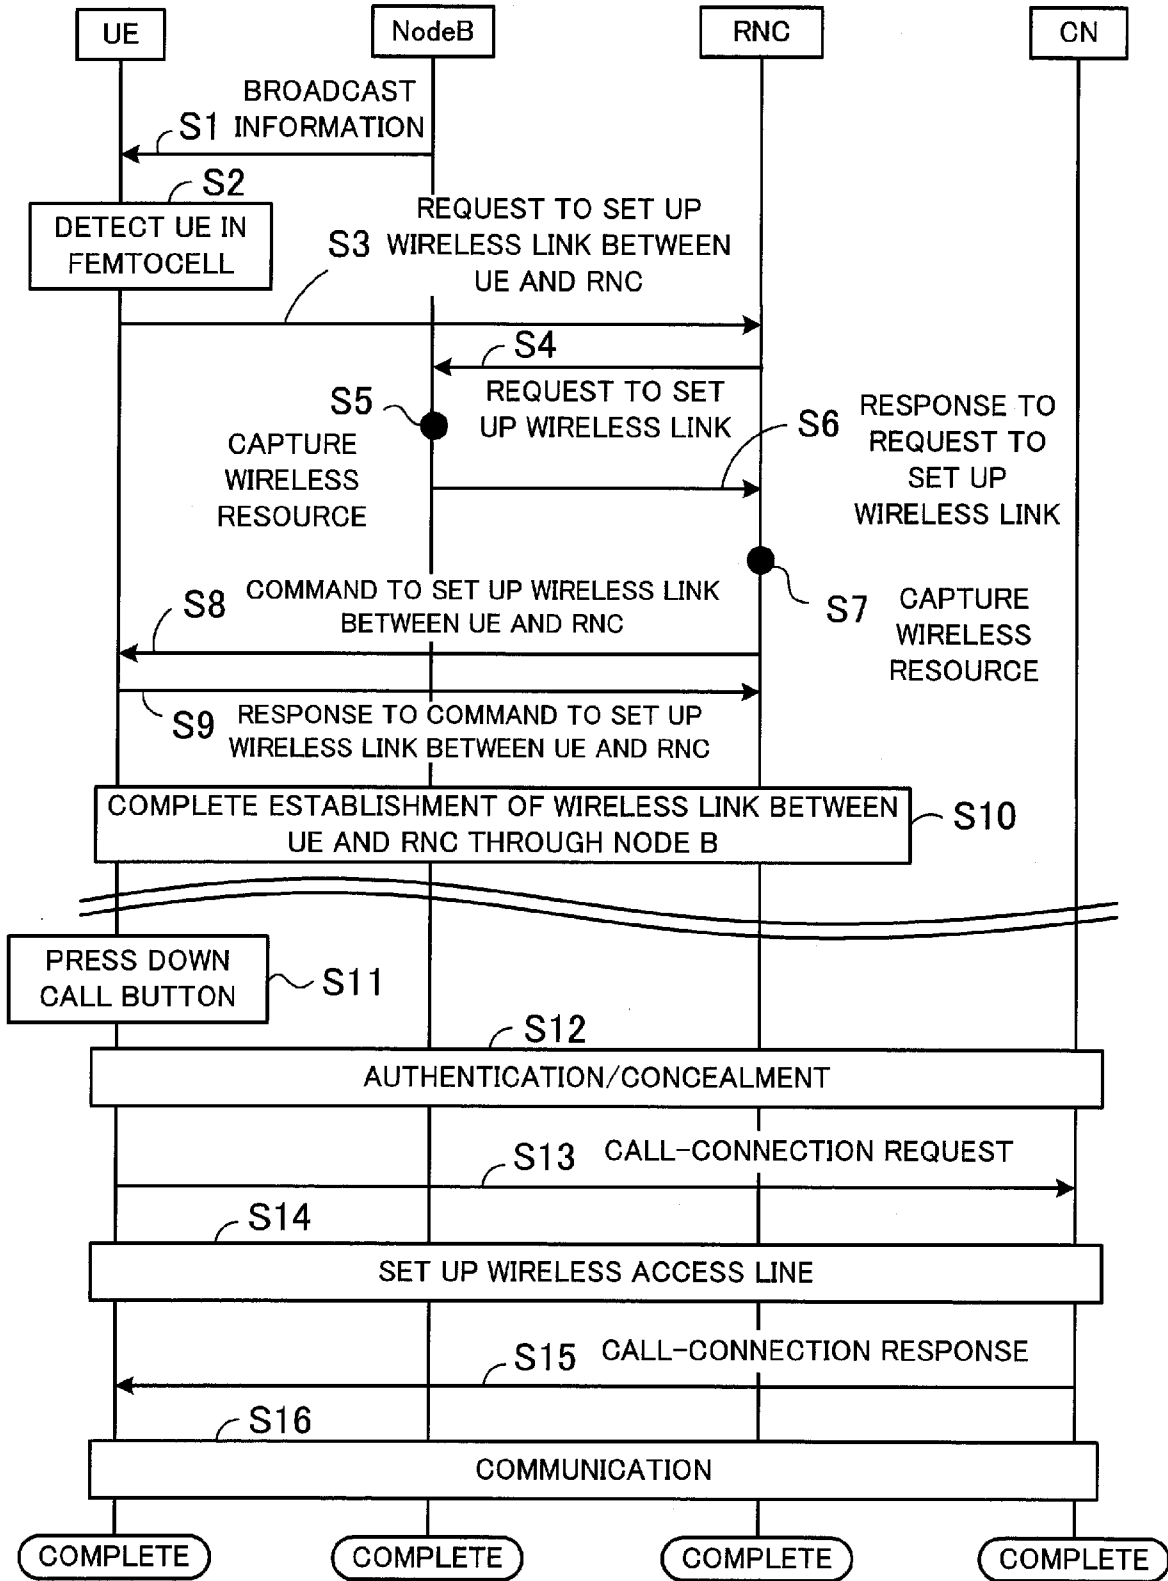 UE
NodeB
RNC
CN
BROADCAST
S1 INFORMATION
S2
DETECT UE IN
FEMTOCELL
REQUEST TO SET UP
S3 WIRELESS LINK BETWEEN
UE AND RNC
S4
REQUEST TO SET
UP WIRELESS LINK
S5
CAPTURE
WIRELESS
RESOURCE
S6
RESPONSE TO
REQUEST TO
SET UP
WIRELESS LINK
S7
CAPTURE
WIRELESS
RESOURCE
S8
COMMAND TO SET UP WIRELESS LINK
BETWEEN UE AND RNC
S9
RESPONSE TO COMMAND TO SET UP
WIRELESS LINK BETWEEN UE AND RNC
COMPLETE ESTABLISHMENT OF WIRELESS LINK BETWEEN
UE AND RNC THROUGH NODE B
S10
PRESS DOWN
CALL BUTTON
S11
S12
AUTHENTICATION/CONCEALMENT
S13 CALL-CONNECTION REQUEST
S14
SET UP WIRELESS ACCESS LINE
S15 CALL-CONNECTION RESPONSE
S16
COMMUNICATION
COMPLETE
COMPLETE
COMPLETE
COMPLETE